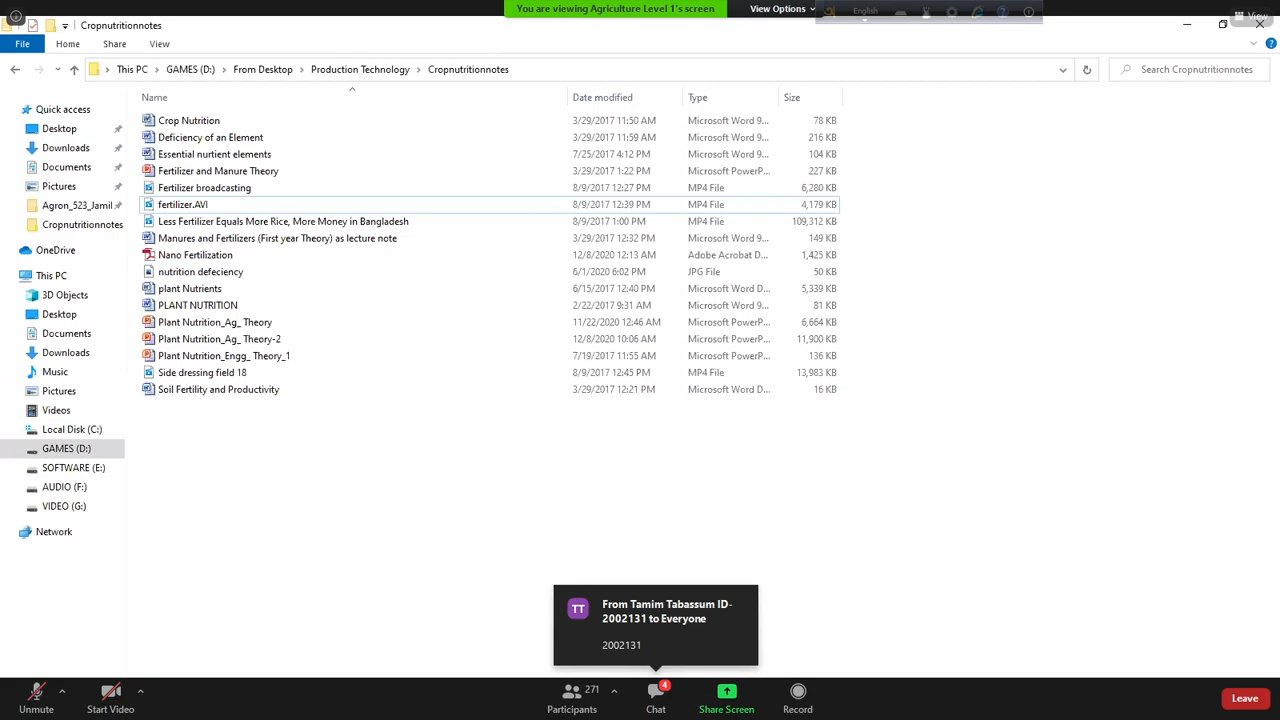 You are viewing Agriculture Level 1's screen
View Options
English
View
Cropnutritionnotes
File Home Share View
This PC GAMES (D:) From Desktop Production Technology Cropnutritionnotes
Search Cropnutritionnotes
Name Date modified Type Size
Quick access
Desktop
Downloads
Documents
Pictures
Agron_523_Jamil
Cropnutritionnotes
OneDrive
This PC
3D Objects
Desktop
Documents
Downloads
Music
Pictures
Videos
Local Disk (C:)
GAMES (D:)
SOFTWARE (E:)
AUDIO (F:)
VIDEO (G:)
Network
Crop Nutrition 3/29/2017 11:50 AM Microsoft Word 9... 78 KB
Deficiency of an Element 3/29/2017 11:59 AM Microsoft Word 9... 216 KB
Essential nurtient elements 7/25/2017 4:12 PM Microsoft Word 9... 104 KB
Fertilizer and Manure Theory 3/29/2017 1:22 PM Microsoft PowerP... 227 KB
Fertilizer broadcasting 8/9/2017 12:27 PM MP4 File 6,280 KB
fertilizer.AVI 8/9/2017 12:39 PM MP4 File 4,179 KB
Less Fertilizer Equals More Rice, More Money in Bangladesh 8/9/2017 1:00 PM MP4 File 109,312 KB
Manures and Fertilizers (First year Theory) as lecture note 3/29/2017 12:32 PM Microsoft Word 9... 149 KB
Nano Fertilization 12/8/2020 12:13 AM Adobe Acrobat D... 1,425 KB
nutrition defeciency 6/1/2020 6:02 PM JPG File 50 KB
plant Nutrients 6/15/2017 12:40 PM Microsoft Word D... 5,339 KB
PLANT NUTRITION 2/22/2017 9:31 AM Microsoft Word 9... 81 KB
Plant Nutrition_Ag_ Theory 11/22/2020 12:46 AM Microsoft PowerP... 6,664 KB
Plant Nutrition_Ag_ Theory-2 12/8/2020 10:06 AM Microsoft PowerP... 11,900 KB
Plant Nutrition_Engg_ Theory_1 7/19/2017 11:55 AM Microsoft PowerP... 136 KB
Side dressing field 18 8/9/2017 12:45 PM MP4 File 13,983 KB
Soil Fertility and Productivity 3/29/2017 12:21 PM Microsoft Word D... 16 KB
TT
From Tamim Tabassum ID-
2002131 to Everyone
2002131
271
4
Unmute Start Video Participants Chat Share Screen Record Leave